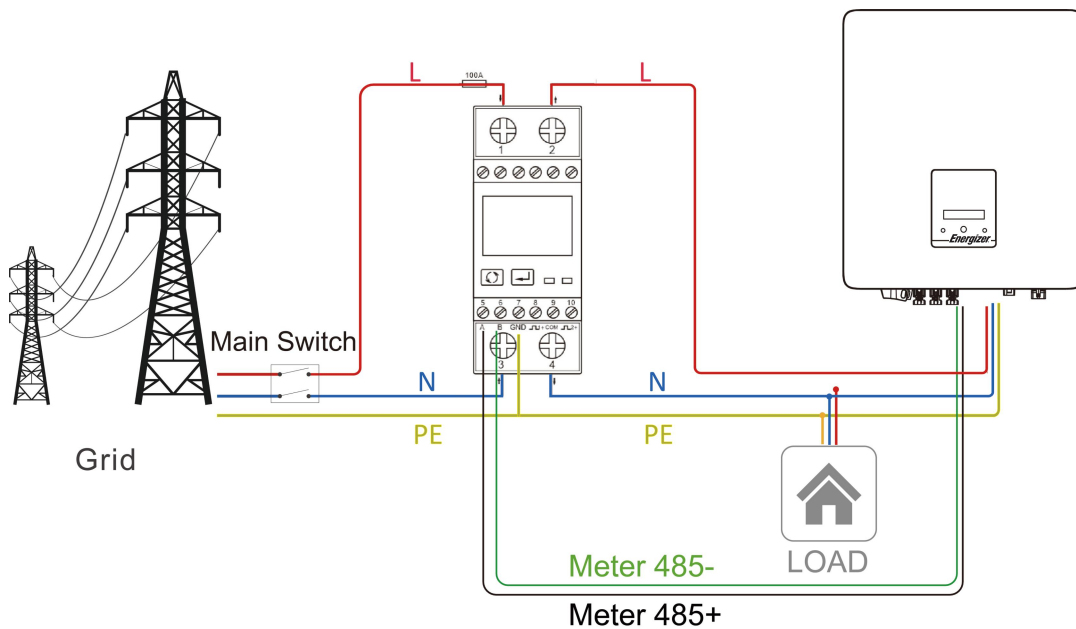 L
100A
L
1
2
Energizer
5 6 7 8 9 10
A B GND + COM 2+
3
4
Main Switch
N
N
PE
PE
Grid
LOAD
Meter 485-
Meter 485+